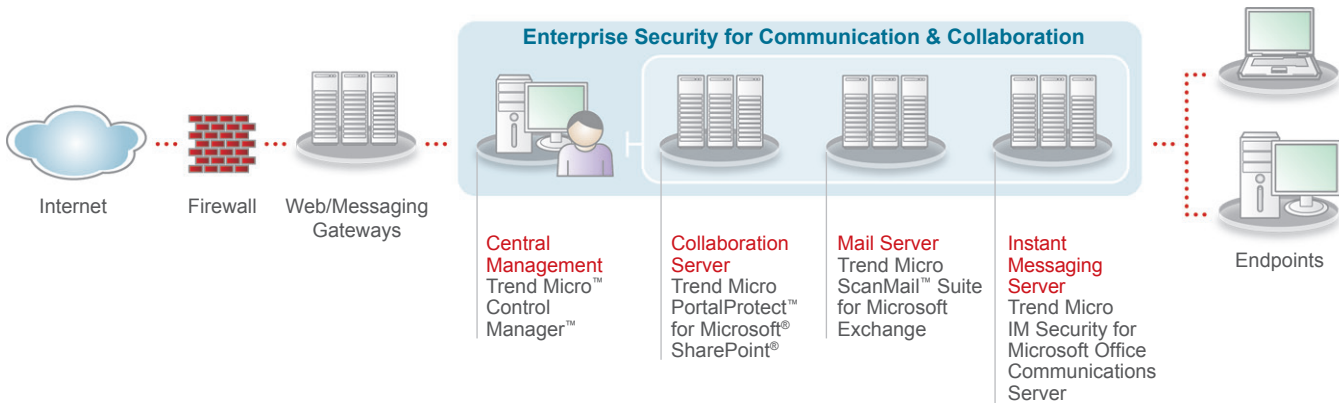 Enterprise Security for Communication & Collaboration
Internet
Firewall
Web/Messaging
Gateways
Central
Management
Trend Micro™
Control
Manager™
Collaboration
Server
Trend Micro
PortalProtect™
for Microsoft®
SharePoint®
Mail Server
Trend Micro
ScanMail™ Suite
for Microsoft
Exchange
Instant
Messaging
Server
Trend Micro
IM Security for
Microsoft Office
Communications
Server
Endpoints